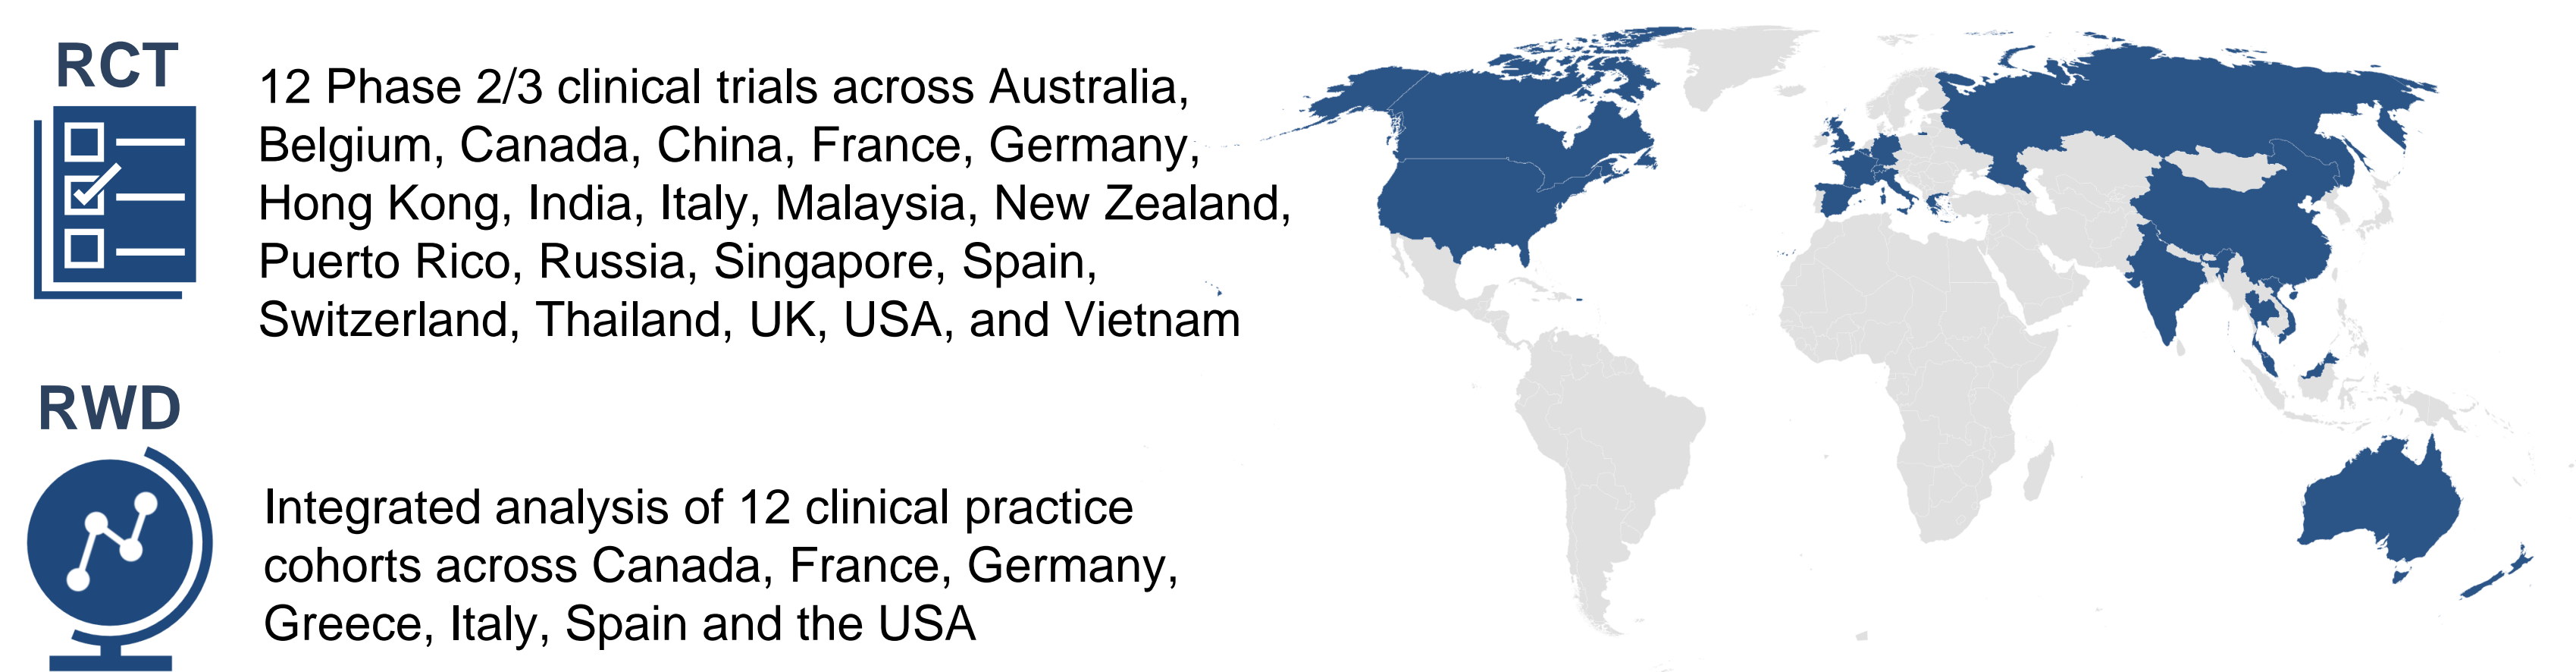 RCT
12 Phase 2/3 clinical trials across Australia,
Belgium, Canada, China, France, Germany,
Hong Kong, India, Italy, Malaysia, New Zealand,
Puerto Rico, Russia, Singapore, Spain,
Switzerland, Thailand, UK, USA, and Vietnam
RWD
Integrated analysis of 12 clinical practice
cohorts across Canada, France, Germany,
Greece, Italy, Spain and the USA